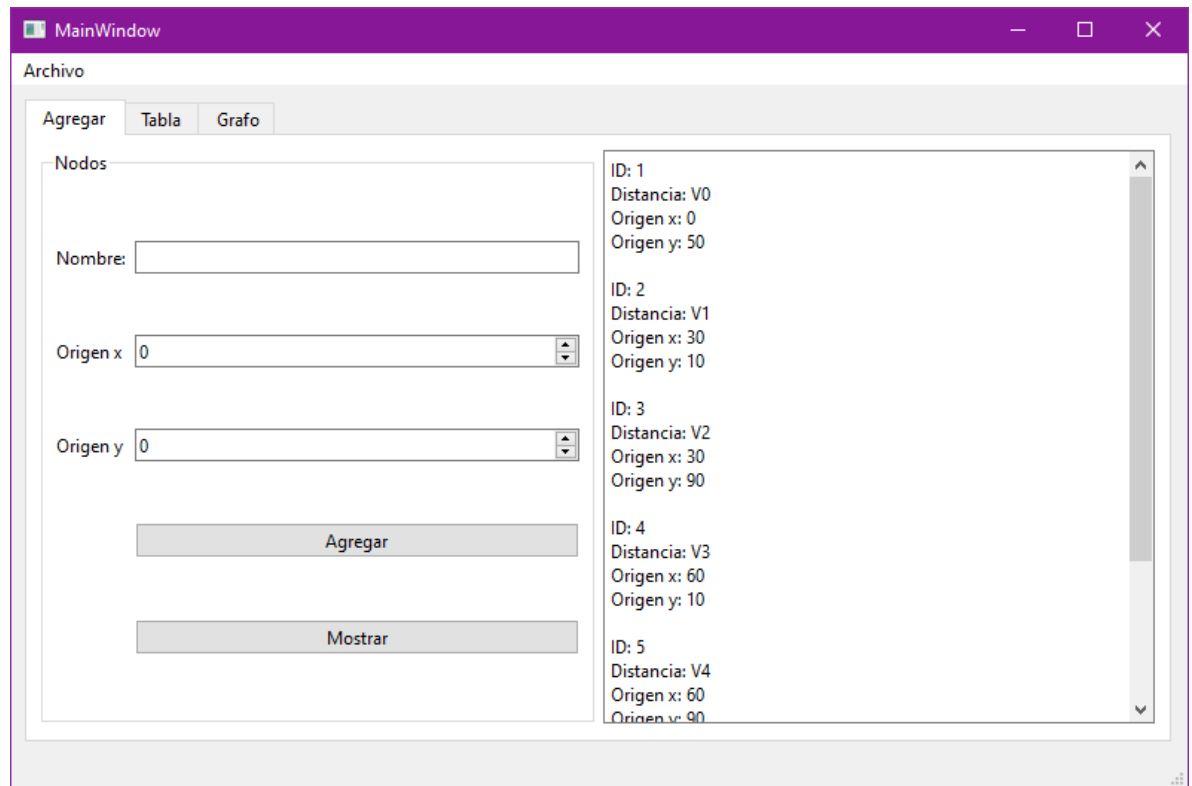 MainWindow
Archivo
Agregar
Tabla
Grafo
Nodos
Nombre:
Origen x
0
Origen y
0
Agregar
Mostrar
ID: 1
Distancia: V0
Origen x: 0
Origen y: 50
ID: 2
Distancia: V1
Origen x: 30
Origen y: 10
ID: 3
Distancia: V2
Origen x: 30
Origen y: 90
ID: 4
Distancia: V3
Origen x: 60
Origen y: 10
ID: 5
Distancia: V4
Origen x: 60
Origen y: 90